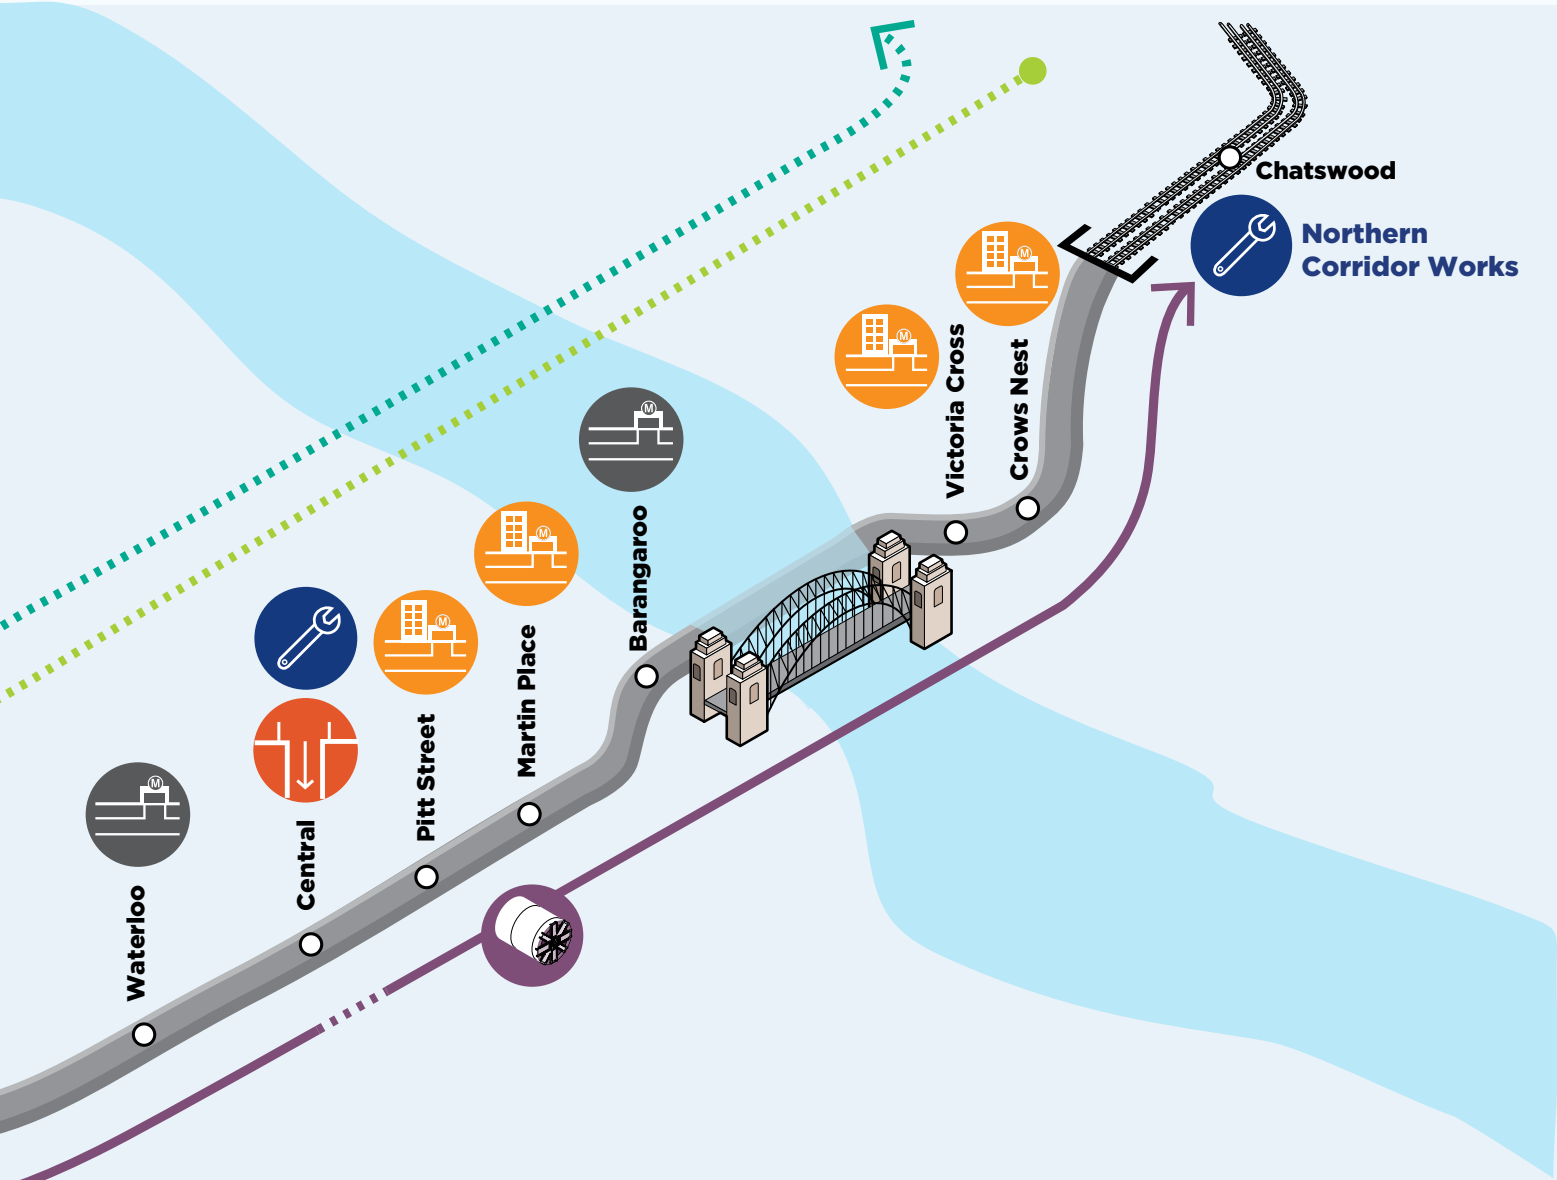 Chatswood
Northern
Corridor Works
M
Crows Nest
M
Victoria Cross
M
Barangaroo
M
Martin Place
M
Pitt Street
Central
M
Waterloo